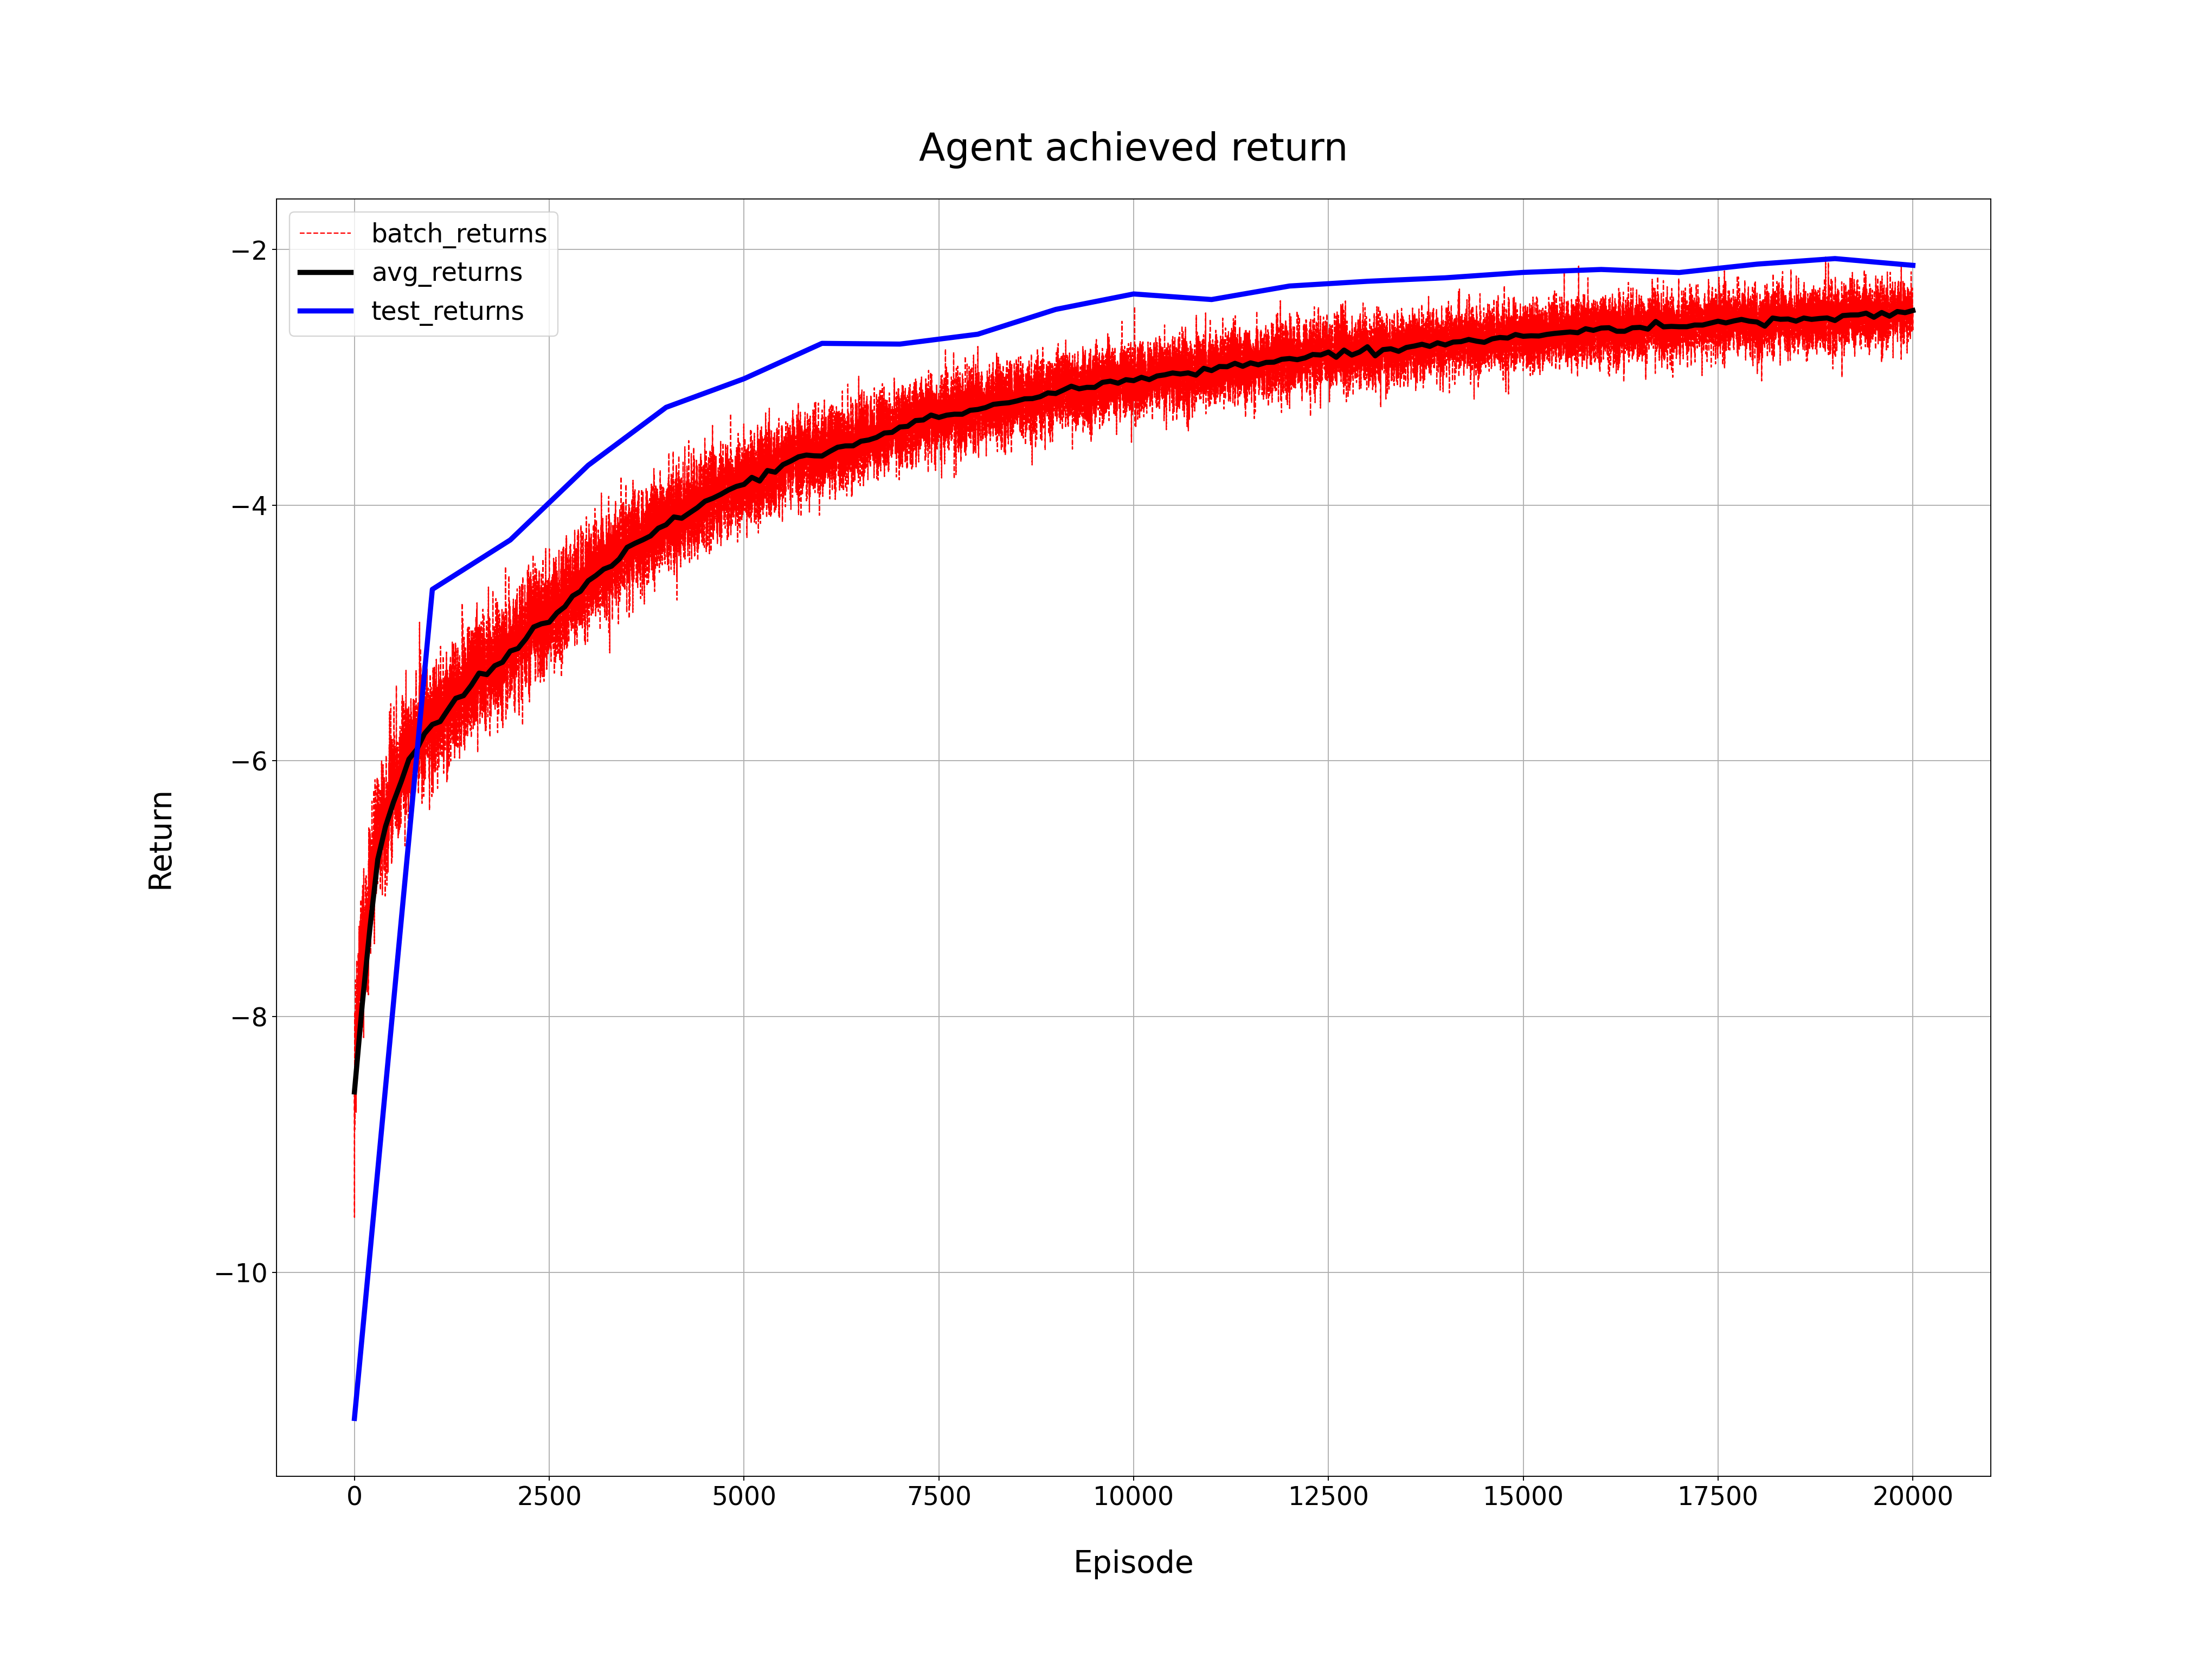 Agent achieved return
batch_returns
avg_returns
test_returns
−2
−4
−6
−8
−10
Return
0 2500 5000 7500 10000 12500 15000 17500 20000
Episode